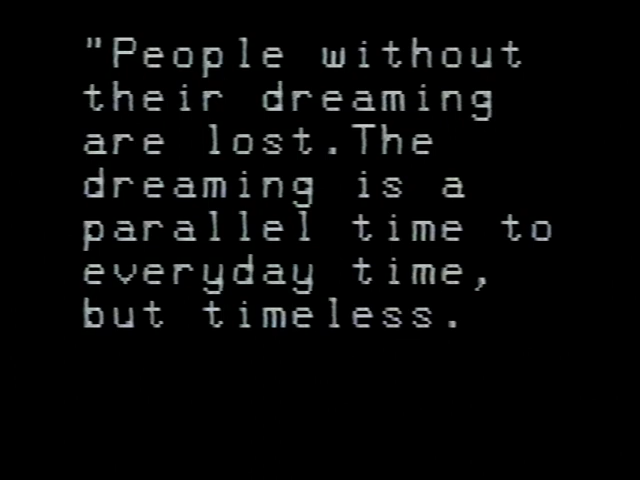 "People without
their dreaming
are lost.The
dreaming is a
parallel time to
everyday time,
but timeless.